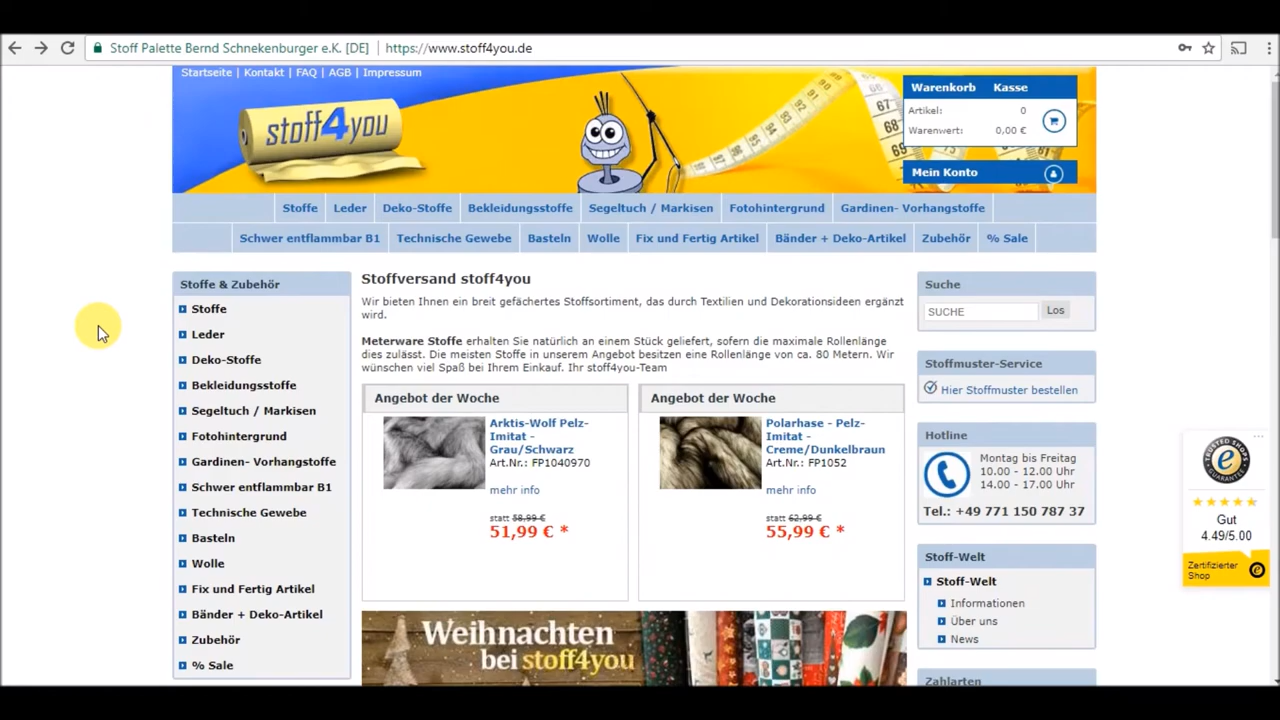 Stoff Palette Bernd Schnekenburger e.K. [DE] | https://www.stoff4you.de
Startseite | Kontakt | FAQ | AGB | Impressum
stoff4you
Warenkorb Kasse
Artikel: 0
Warenwert: 0,00 €
Mein Konto
Stoffe Leder Deko-Stoffe Bekleidungsstoffe Segeltuch / Markisen Fotohintergrund Gardinen- Vorhangstoffe
Schwer entflammbar B1 Technische Gewebe Basteln Wolle Fix und Fertig Artikel Bänder + Deko-Artikel Zubehör % Sale
Stoffe & Zubehör
Stoffe
Leder
Deko-Stoffe
Bekleidungsstoffe
Segeltuch / Markisen
Fotohintergrund
Gardinen- Vorhangstoffe
Schwer entflammbar B1
Technische Gewebe
Basteln
Wolle
Fix und Fertig Artikel
Bänder + Deko-Artikel
Zubehör
% Sale
Stoffversand stoff4you
Wir bieten Ihnen ein breit gefächertes Stoffsortiment, das durch Textilien und Dekorationsideen ergänzt
wird.
Meterware Stoffe erhalten Sie natürlich an einem Stück geliefert, sofern die maximale Rollenlänge
dies zulässt. Die meisten Stoffe in unserem Angebot besitzen eine Rollenlänge von ca. 80 Metern. Wir
wünschen viel Spaß bei Ihrem Einkauf. Ihr stoff4you-Team
Angebot der Woche
Arktis-Wolf Pelz-
Imitat -
Grau/Schwarz
Art.Nr.: FP1040970
mehr info
statt 58,99 €
51,99 € *
Angebot der Woche
Polarhase - Pelz-
Imitat -
Creme/Dunkelbraun
Art.Nr.: FP1052
mehr info
statt 62,99 €
55,99 € *
Weihnachten
bei stoff4you
Suche
SUCHE Los
Stoffmuster-Service
Hier Stoffmuster bestellen
Hotline
Montag bis Freitag
10.00 - 12.00 Uhr
14.00 - 17.00 Uhr
Tel.: +49 771 150 787 37
Stoff-Welt
Stoff-Welt
Informationen
Über uns
News
Zahlarten
TRUSTED SHOPS
GUARANTEE
Gut
4.49/5.00
Zertifizierter
Shop